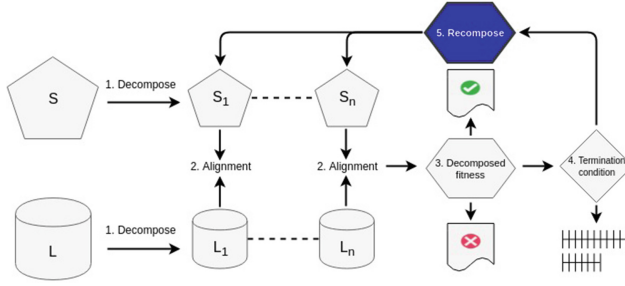 5. Recompose
S
1. Decompose
S1
Sn
2. Alignment
2. Alignment
3. Decomposed
fitness
4. Termination
condition
L
1. Decompose
L1
Ln